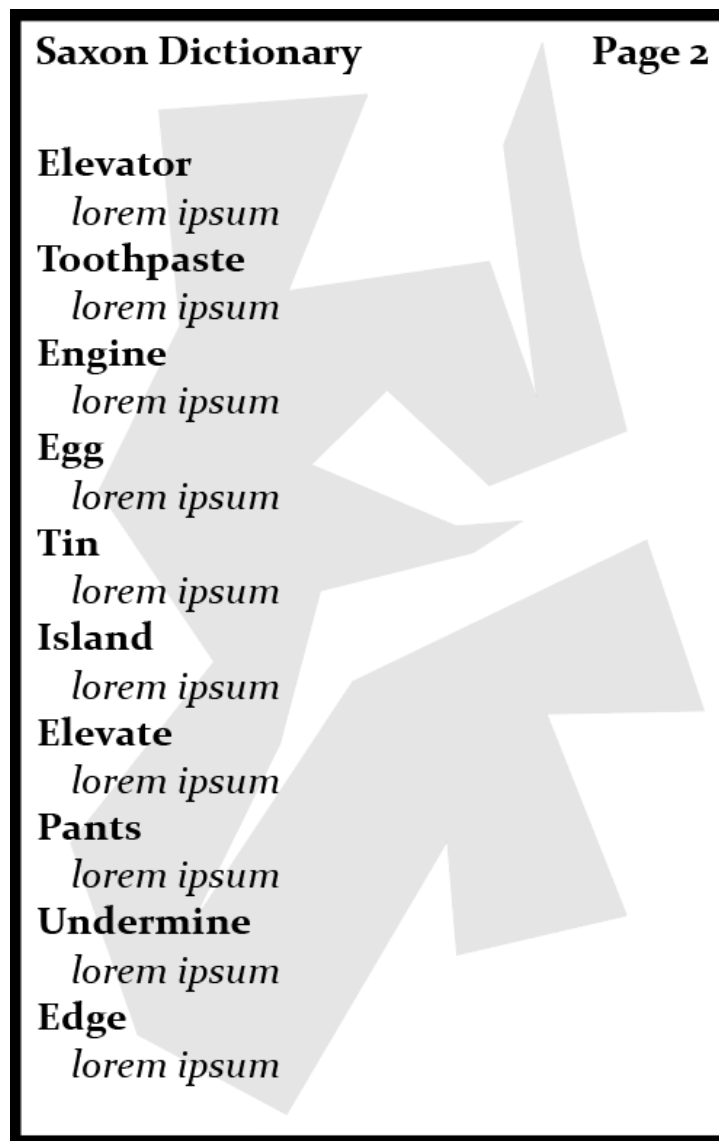 Saxon Dictionary Page 2
Elevator
lorem ipsum
Toothpaste
lorem ipsum
Engine
lorem ipsum
Egg
lorem ipsum
Tin
lorem ipsum
Island
lorem ipsum
Elevate
lorem ipsum
Pants
lorem ipsum
Undermine
lorem ipsum
Edge
lorem ipsum